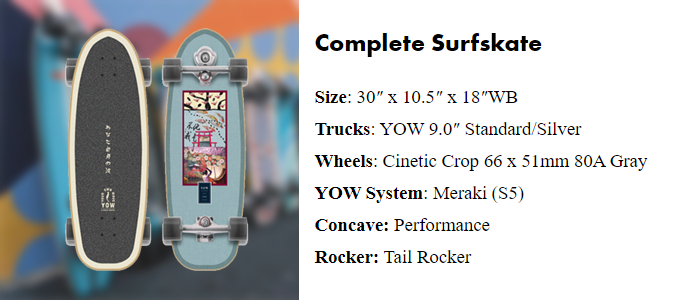 Complete Surfskate
Size: 30″ x 10.5″ x 18″WB
Trucks: YOW 9.0″ Standard/Silver
Wheels: Cinetic Crop 66 x 51mm 80A Gray
YOW System: Meraki (S5)
Concave: Performance
Rocker: Tail Rocker
YOW